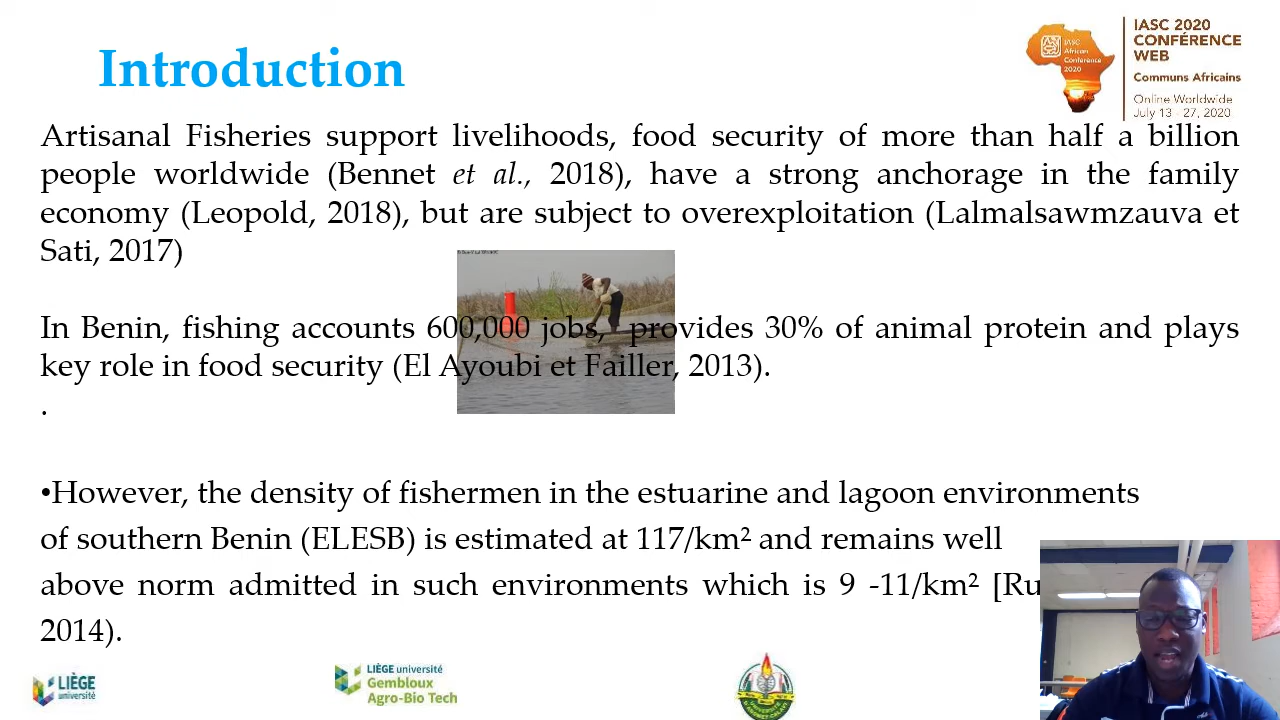 Introduction
IASC 2020
CONFÉRENCE
WEB
Communs Africains
Online Worldwide
July 13 - 27, 2020
IASC
African
Conference
2020
Artisanal Fisheries support livelihoods, food security of more than half a billion
people worldwide (Bennet et al., 2018), have a strong anchorage in the family
economy (Leopold, 2018), but are subject to overexploitation (Lalmalsawmzauva et
Sati, 2017)
In Benin, fishing accounts 600,000 jobs, provides 30% of animal protein and plays
key role in food security (El Ayoubi et Failler, 2013).
.
•However, the density of fishermen in the estuarine and lagoon environments
of southern Benin (ELESB) is estimated at 117/km² and remains well
above norm admitted in such environments which is 9 -11/km² [Ru
2014).
LIÈGE
université
LIÈGE université
Gembloux
Agro-Bio Tech